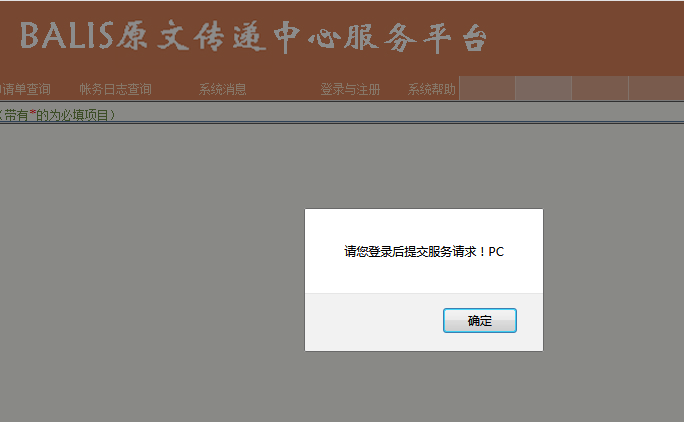 BALIS原文传递中心服务平台
请单查询 帐务日志查询 系统消息 登录与注册 系统帮助
（带有*的为必填项目）
请您登录后提交服务请求！PC
确定